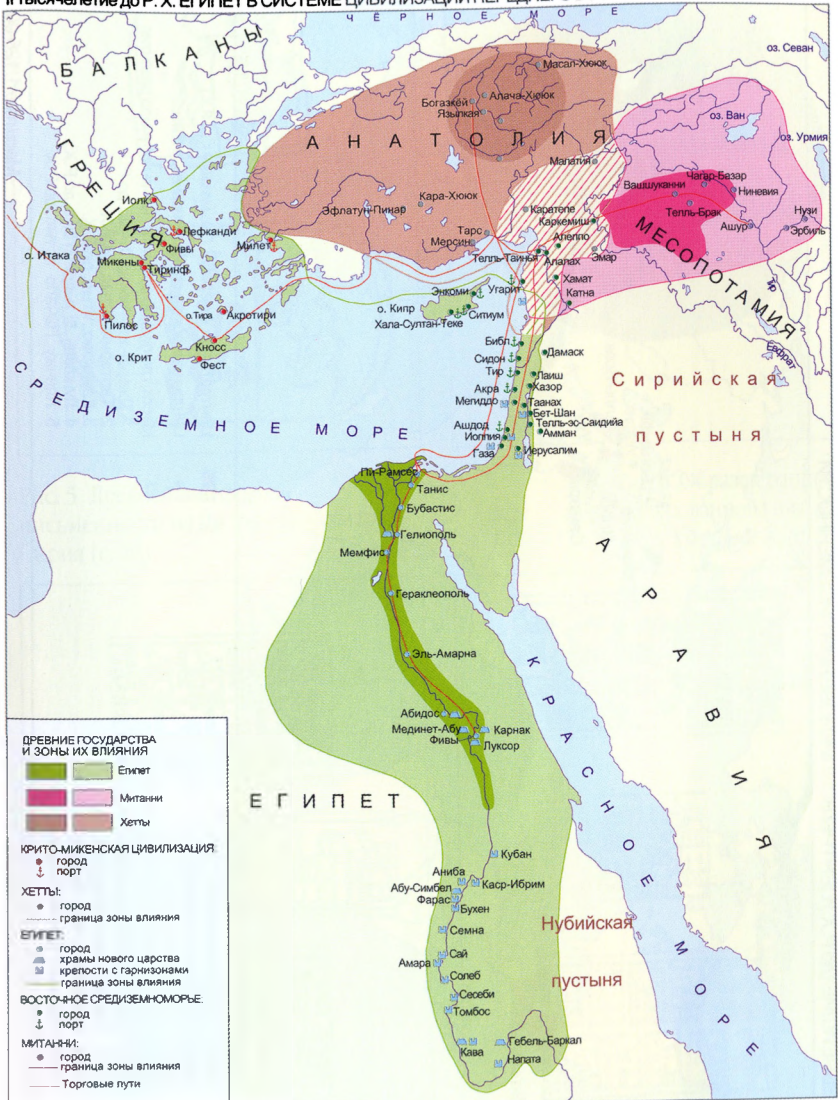 II тысячелетие до Р. Х. ЕГИПЕТ В СИСТЕМЕ ЦИВИЛИЗАЦИЙ
ЧЁРНОЕ МОРЕ
БАЛКАНЫ
оз. Севан
Масал-Хююк
Алача-Хююк
Богазкёй
Язылкая
оз. Ван
оз. Урмия
АНАТОЛИЯ
ГРЕЦИЯ
Малатия
Чагар-Базар
Вашшуканни
Ниневия
Иолк
Кара-Хююк
Эфлатун-Пинар
Каратепе
Каркемиш
Телль-Брак
Нузи
Лефканди
Фивы
Милет
Тарс
Мерсин
Алеппо
Ашур
Эрбиль
МЕСОПОТАМИЯ
о. Итака
Микены
Тиринф
Телль-Таинья
Алалах
Эмар
Хамат
Угарит
Катна
Тигр
Энкоми
о. Кипр
Ситиум
Хала-Султан-Теке
о.Тира
Акротири
Пилос
Кносс
о. Крит
Фест
Библ
Дамаск
Сидон
Евфрат
Тир
Лаиш
Сирийская
пустыня
Акра
Хазор
Мегиддо
Таанах
Бет-Шан
СРЕДИЗЕМНОЕ МОРЕ
Телль-эс-Саидийа
Ашдод
Амман
Иоппия
Газа
Иерусалим
Пи-Рамсес
Танис
Бубастис
Гелиополь
Мемфис
АРАВИЯ
Гераклеополь
Эль-Амарна
КРАСНОЕ МОРЕ
Абидос
Мединет-Абу
Карнак
Фивы
Луксор
ЕГИПЕТ
Кубан
Аниба
Каср-Ибрим
Абу-Симбел
Фарас
Бухен
Нубийская
пустыня
Семна
Сай
Амара
Солеб
Сесеби
Томбос
Кава
Гебель-Баркал
Напата
ДРЕВНИЕ ГОСУДАРСТВА
И ЗОНЫ ИХ ВЛИЯНИЯ
Египет
Митанни
Хетты
КРИТО-МИКЕНСКАЯ ЦИВИЛИЗАЦИЯ
город
порт
ХЕТТЫ:
город
граница зоны влияния
ЕГИПЕТ:
город
храмы нового царства
крепости с гарнизонами
граница зоны влияния
ВОСТОЧНОЕ СРЕДИЗЕМНОМОРЬЕ:
город
порт
МИТАННИ:
город
граница зоны влияния
Торговые пути